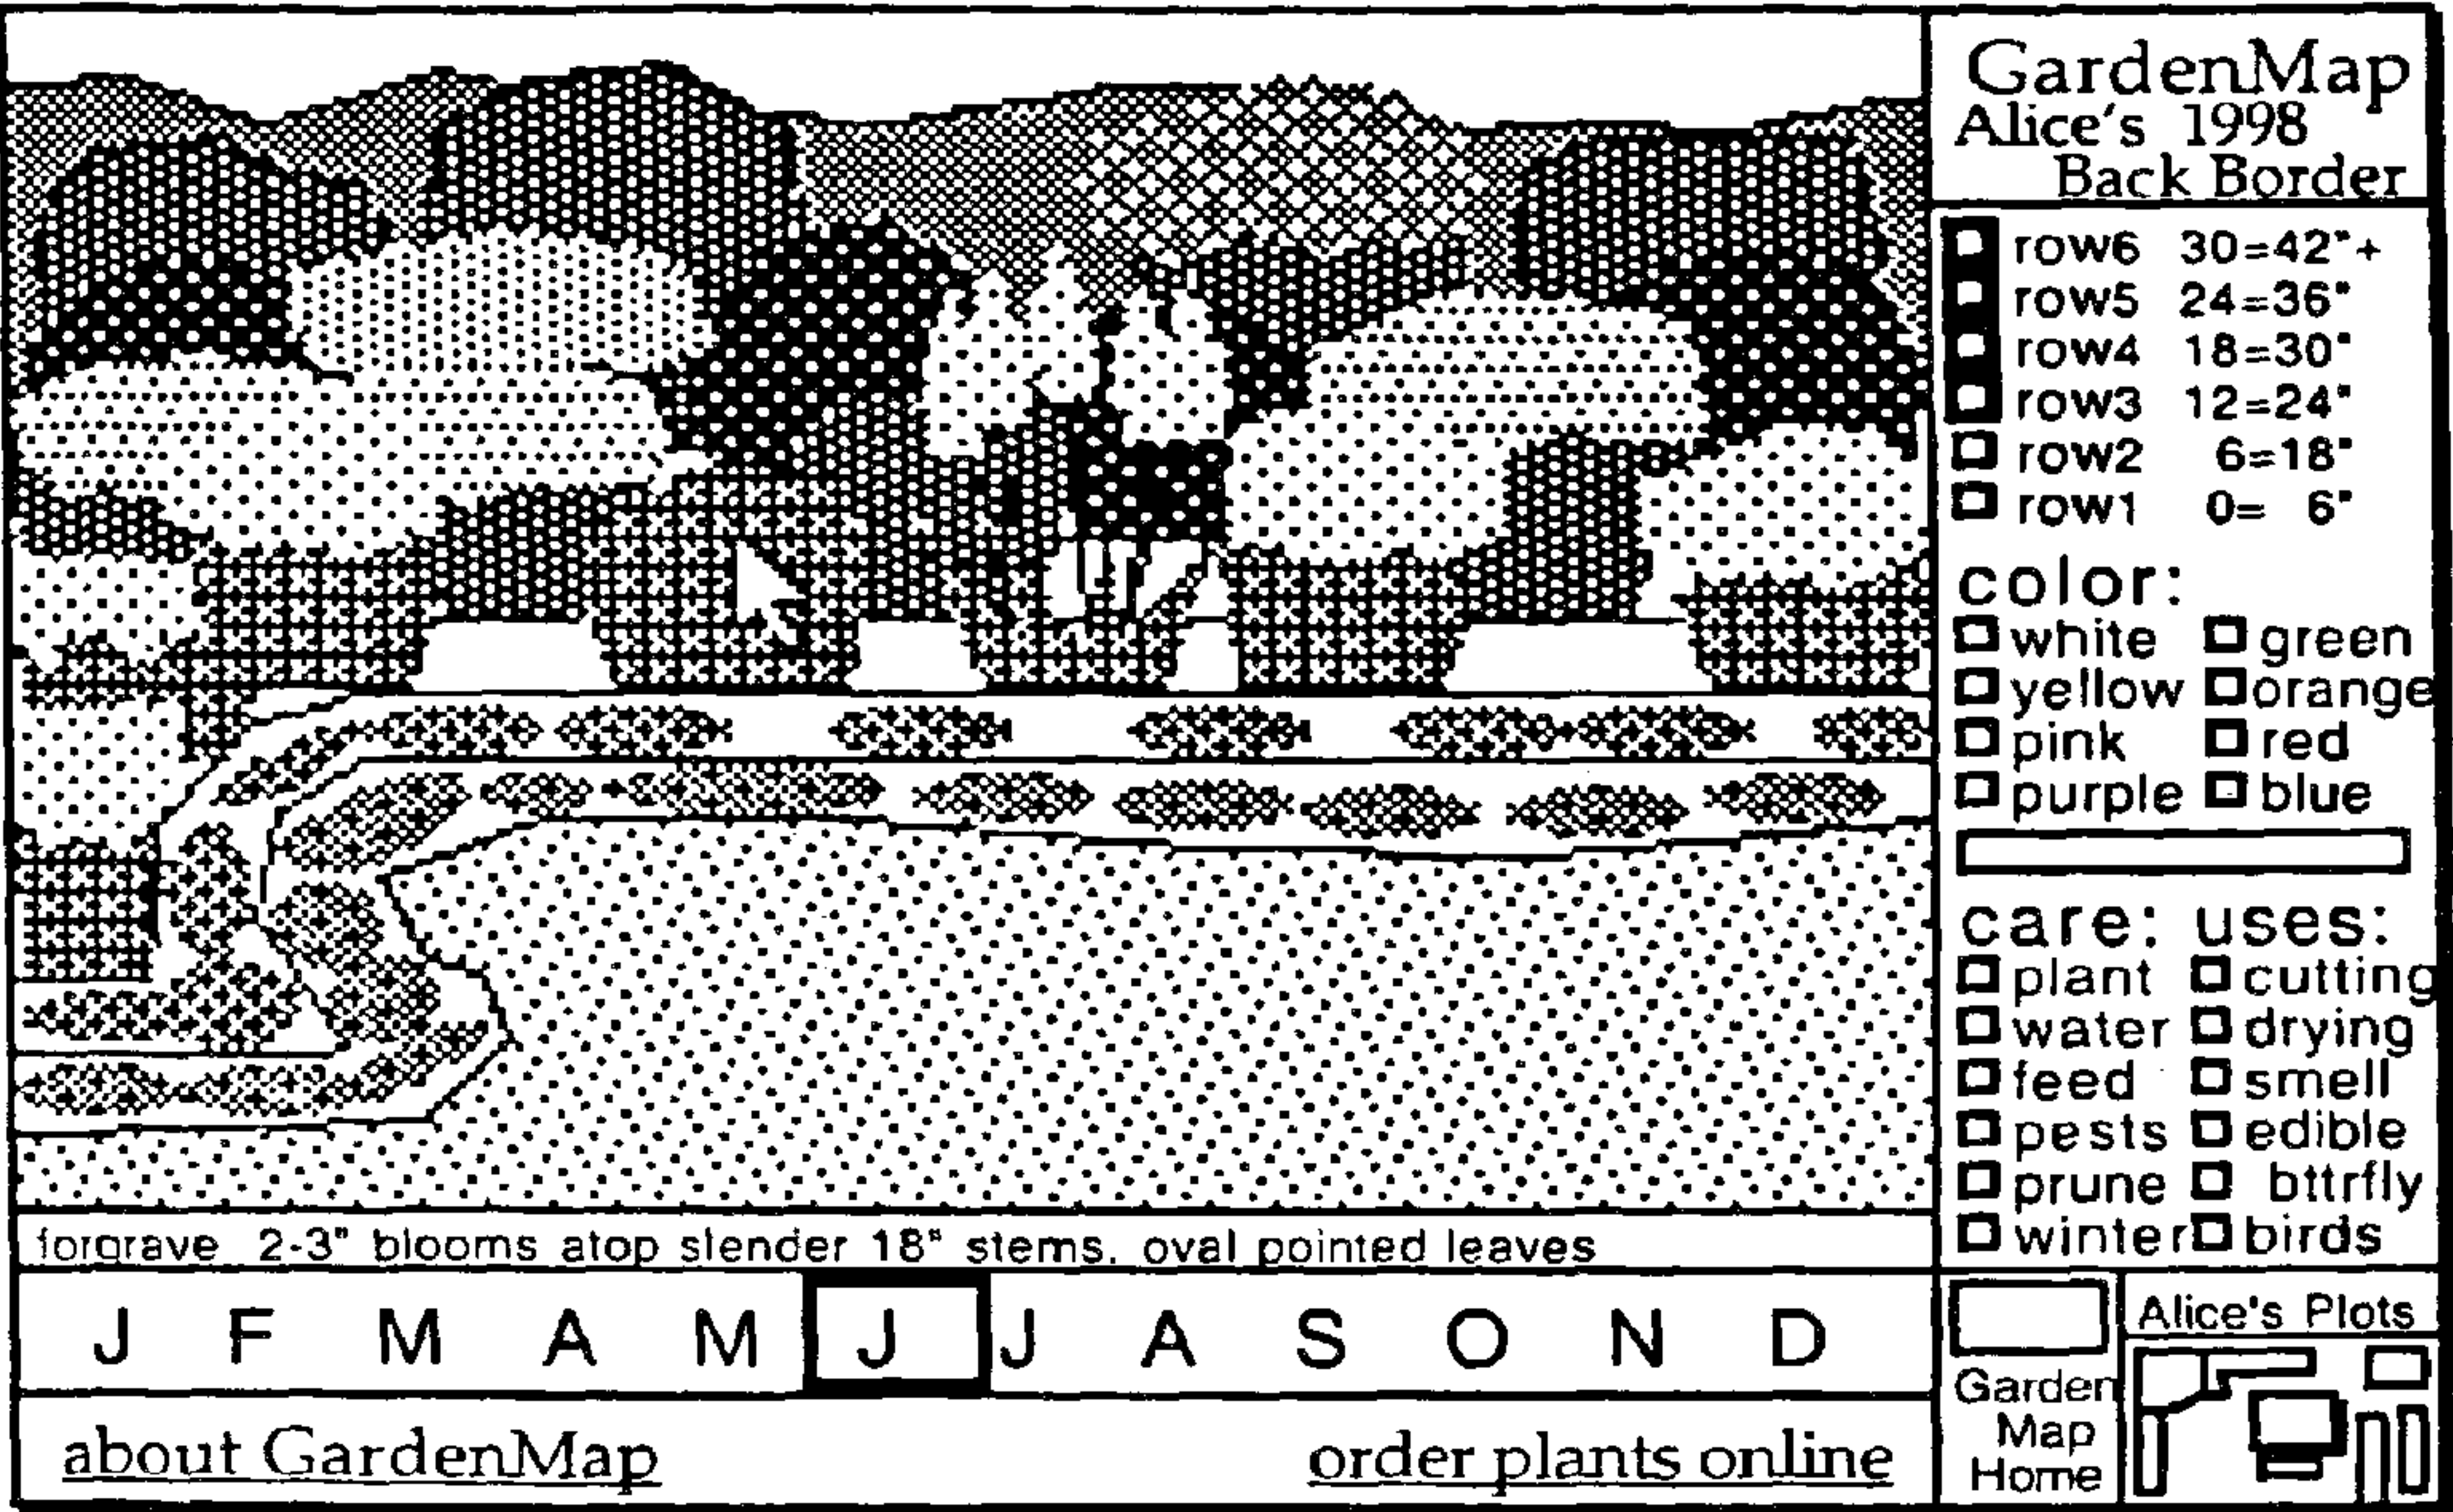 GardenMap
Alice's 1998
Back Border
row6 30=42"+
row5 24=36"
row4 18=30"
row3 12=24"
row2 6=18"
row1 0= 6"
color:
white green
yellow orange
pink red
purple blue
care: uses:
plant cutting
water drying
feed smell
pests edible
prune bttrfly
winter birds
forgrave 2-3" blooms atop slender 18" stems. oval pointed leaves
J F M A M J J A S O N D
about GardenMap order plants online
Garden
Map
Home
Alice's Plots